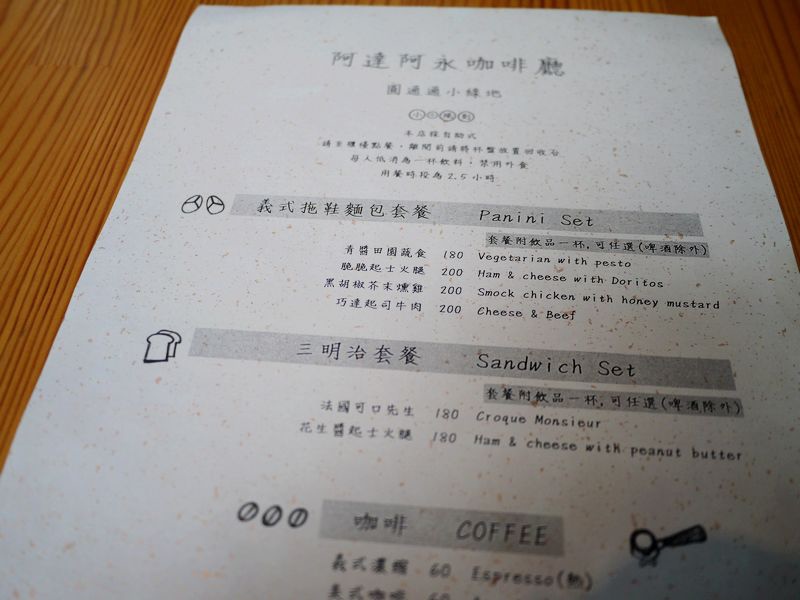 阿達阿永咖啡廳
圓通通小綠地
本店採自助式
請至櫃檯點餐，離開前請將杯盤放置回收台
每人低消為一杯飲料，禁用外食
用餐時段為2.5小時
義式拖鞋麵包套餐 Panini Set
套餐附飲品一杯,可任選(啤酒除外)
青醬田園蔬食 180 Vegetarian with pesto
脆脆起士火腿 200 Ham & cheese with Doritos
黑胡椒芥末燻雞 200 Smock chicken with honey mustard
巧達起司牛肉 200 Cheese & Beef
三明治套餐 Sandwich Set
套餐附飲品一杯,可任選(啤酒除外)
法國可口先生 180 Croque Monsieur
花生醬起士火腿 180 Ham & cheese with peanut butter
咖啡 COFFEE
義式濃縮 60 Espresso(熱)
美式咖啡 60